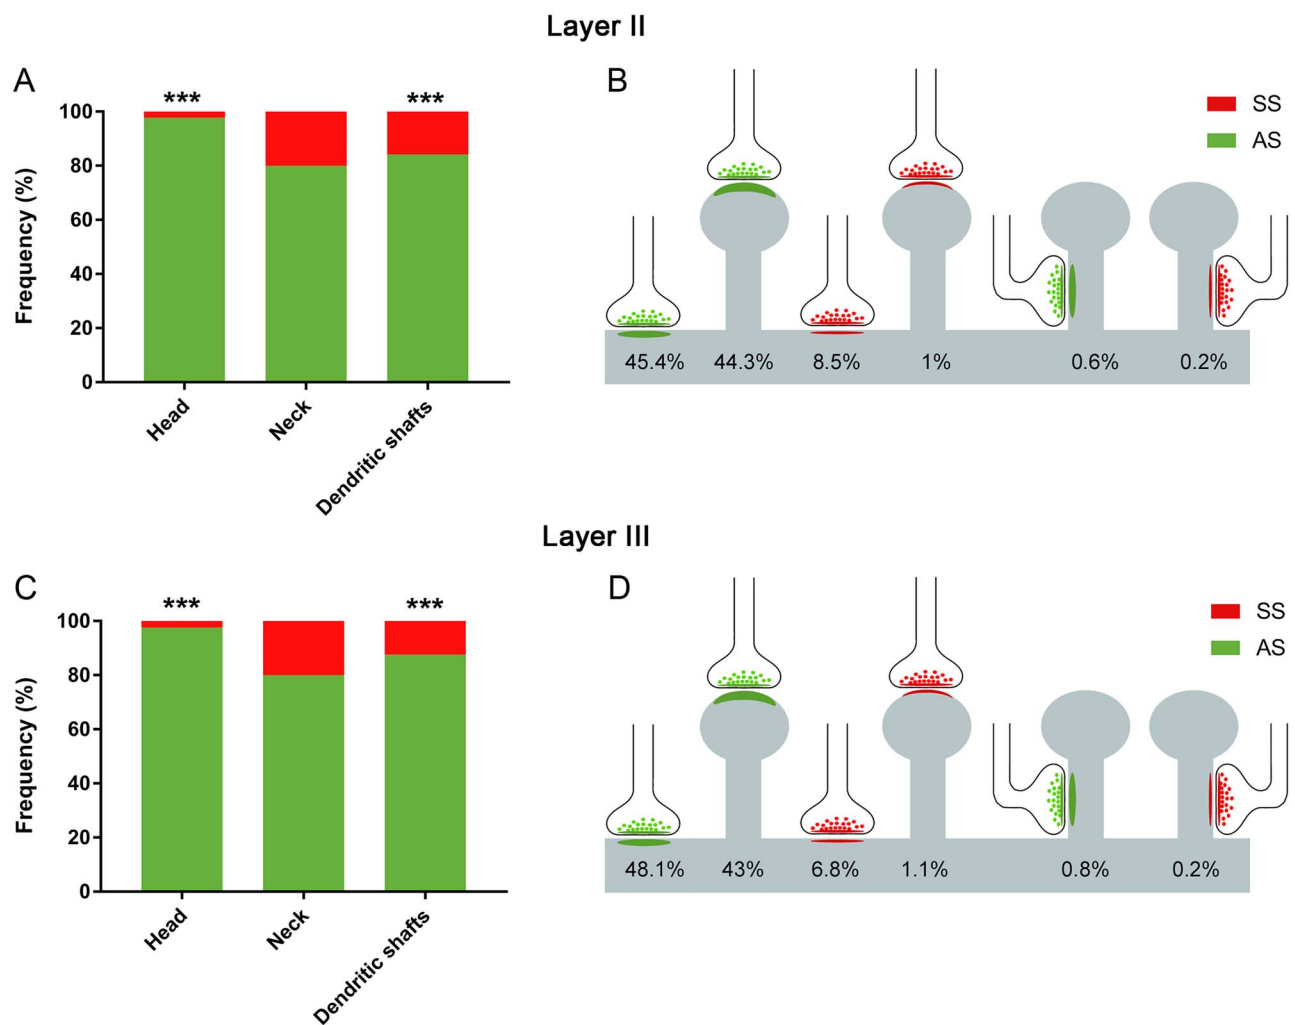 Layer II
A
***
***
100
80
60
40
20
0
Frequency (%)
Head
Neck
Dendritic shafts
B
SS
AS
45.4% 44.3% 8.5% 1% 0.6% 0.2%
Layer III
C
***
***
100
80
60
40
20
0
Frequency (%)
Head
Neck
Dendritic shafts
D
SS
AS
48.1% 43% 6.8% 1.1% 0.8% 0.2%